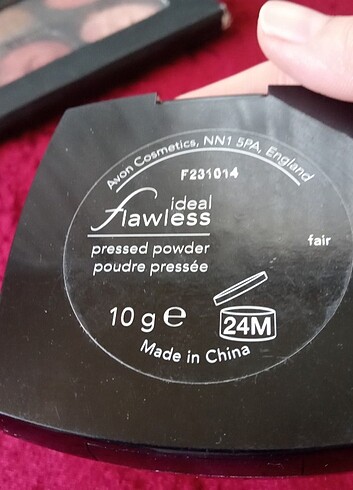 Avon Cosmetics, NN1 5PA, England
F231014
ideal
flawless
pressed powder
poudre pressée
fair
10 g e
24M
Made in China